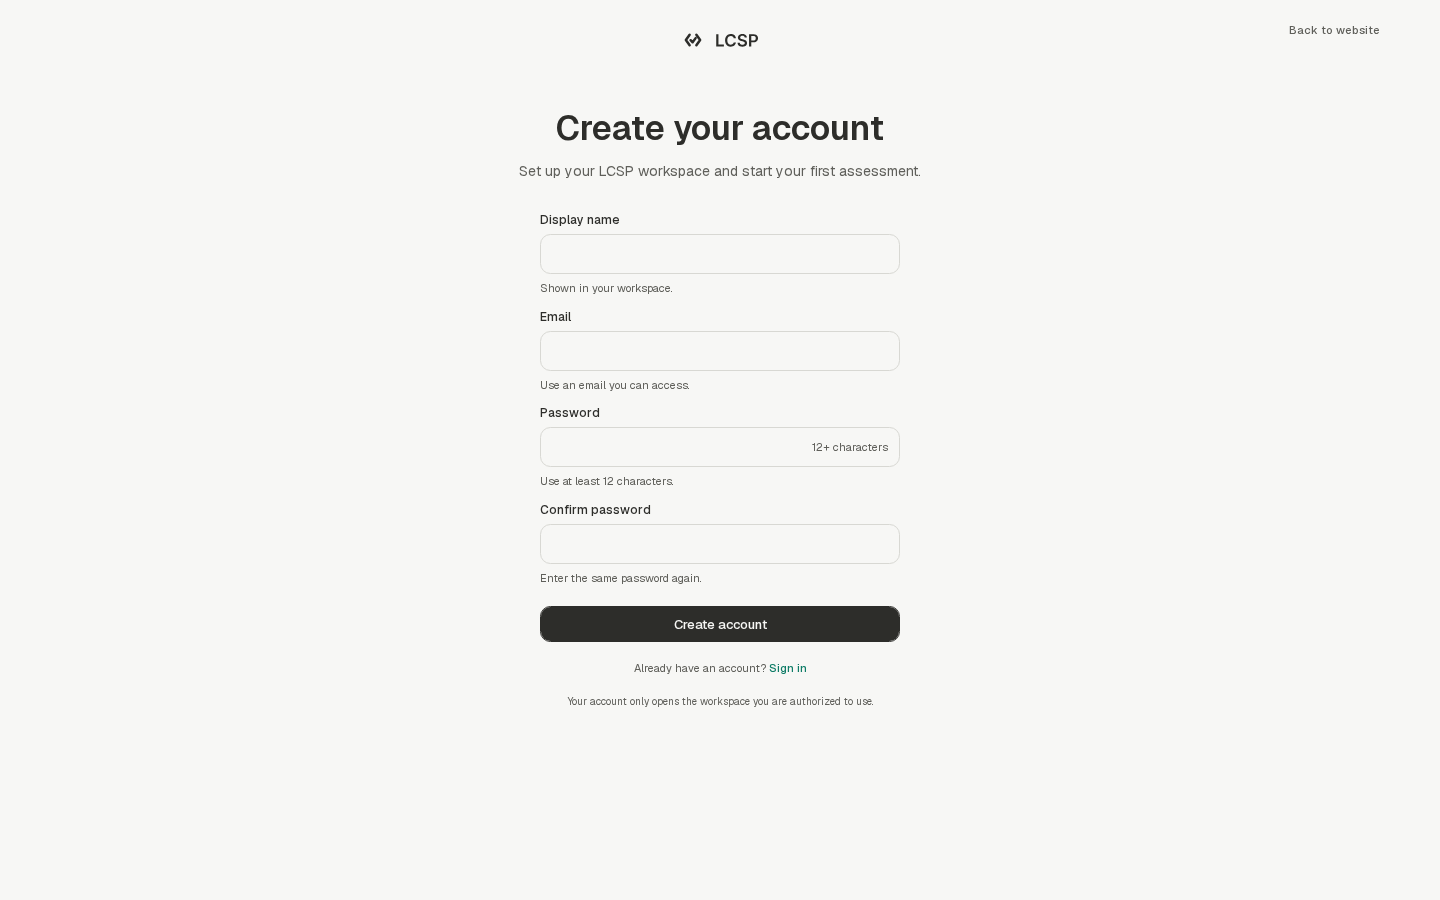 LCSP
Back to website
Create your account
Set up your LCSP workspace and start your first assessment.
Display name
Shown in your workspace.
Email
Use an email you can access.
Password
12+ characters
Use at least 12 characters.
Confirm password
Enter the same password again.
Create account
Already have an account? Sign in
Your account only opens the workspace you are authorized to use.